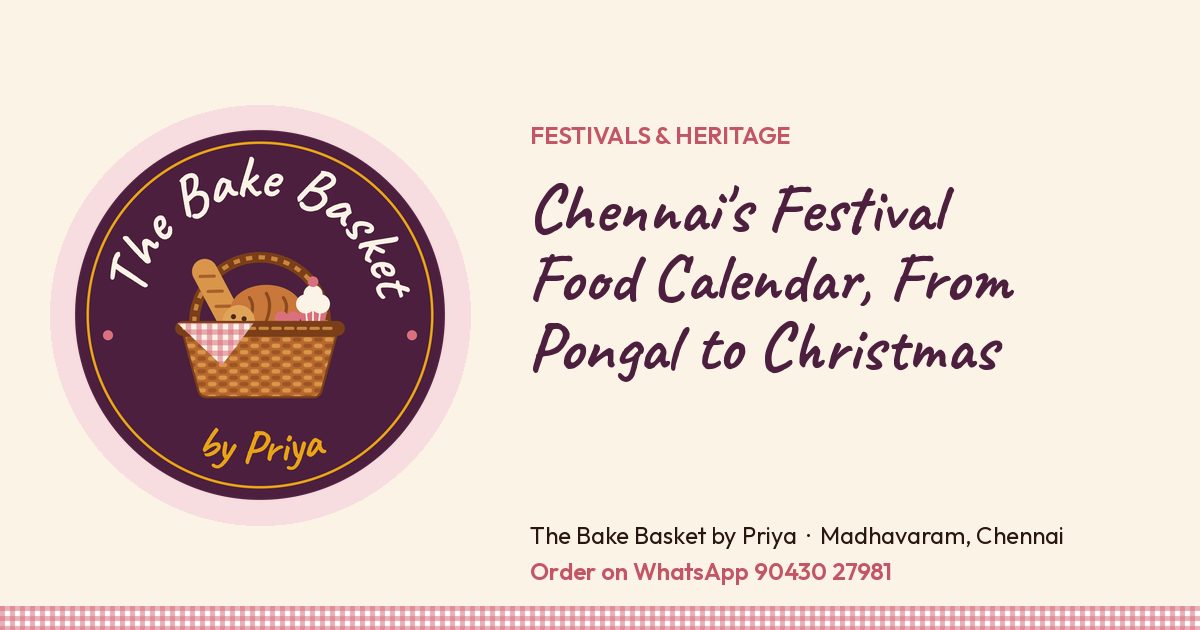 The Bake Basket
by Priya
FESTIVALS & HERITAGE
Chennai's Festival
Food Calendar, From
Pongal to Christmas
The Bake Basket by Priya · Madhavaram, Chennai
Order on WhatsApp 90430 27981